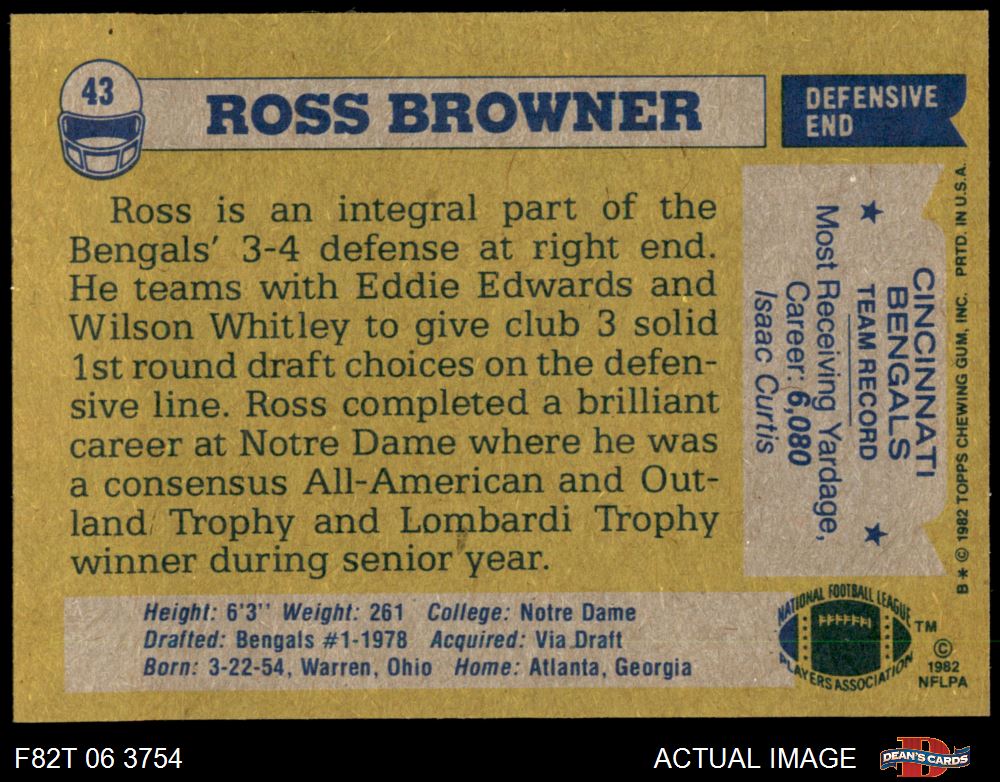 43
ROSS BROWNER
DEFENSIVE
END
Ross is an integral part of the
Bengals' 3-4 defense at right end.
He teams with Eddie Edwards and
Wilson Whitley to give club 3 solid
1st round draft choices on the defen-
sive line. Ross completed a brilliant
career at Notre Dame where he was
a consensus All-American and Out-
land Trophy and Lombardi Trophy
winner during senior year.
CINCINNATI
BENGALS
★ TEAM RECORD ★
Most Receiving Yardage,
Career: 6,080
Isaac Curtis
B★ © 1982 TOPPS CHEWING GUM, INC. PRTD. IN U.S.A.
Height: 6'3" Weight: 261 College: Notre Dame
Drafted: Bengals #1-1978 Acquired: Via Draft
Born: 3-22-54, Warren, Ohio Home: Atlanta, Georgia
NATIONAL FOOTBALL LEAGUE
PLAYERS ASSOCIATION
TM
©
1982
NFLPA
F82T 06 3754
ACTUAL IMAGE
DEAN'S CARDS